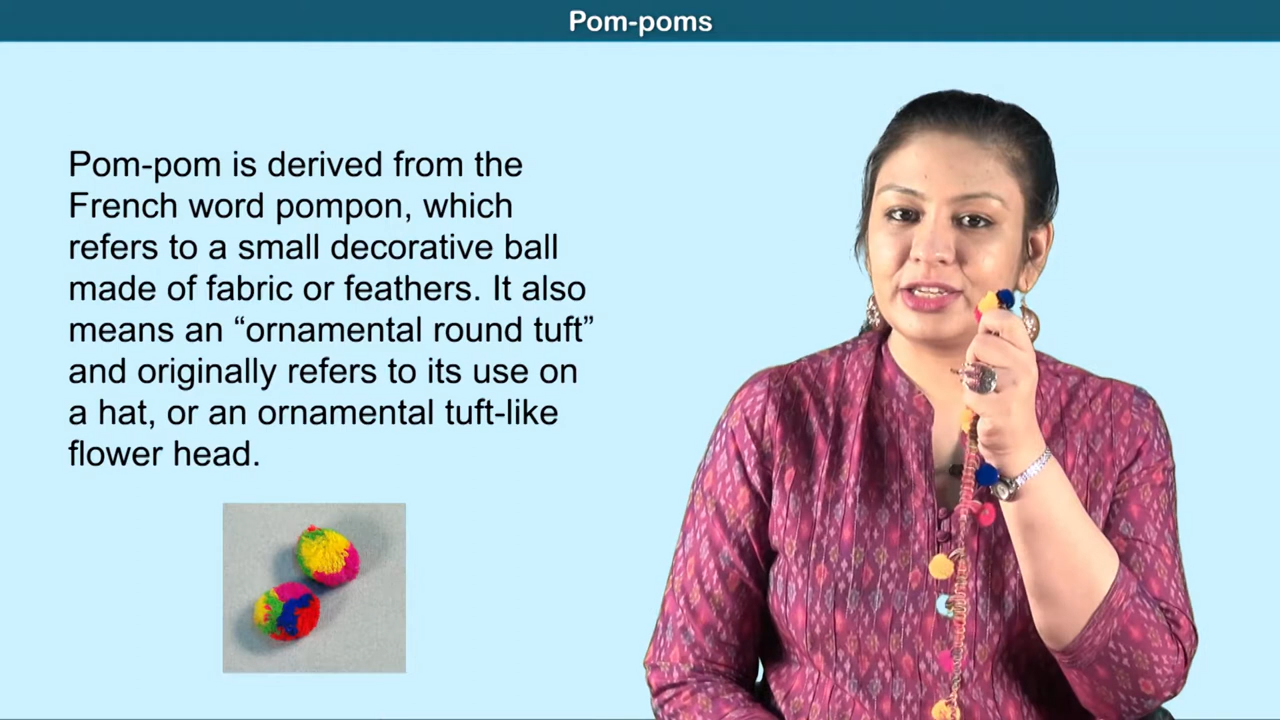 Pom-poms
Pom-pom is derived from the
French word pompon, which
refers to a small decorative ball
made of fabric or feathers. It also
means an “ornamental round tuft”
and originally refers to its use on
a hat, or an ornamental tuft-like
flower head.